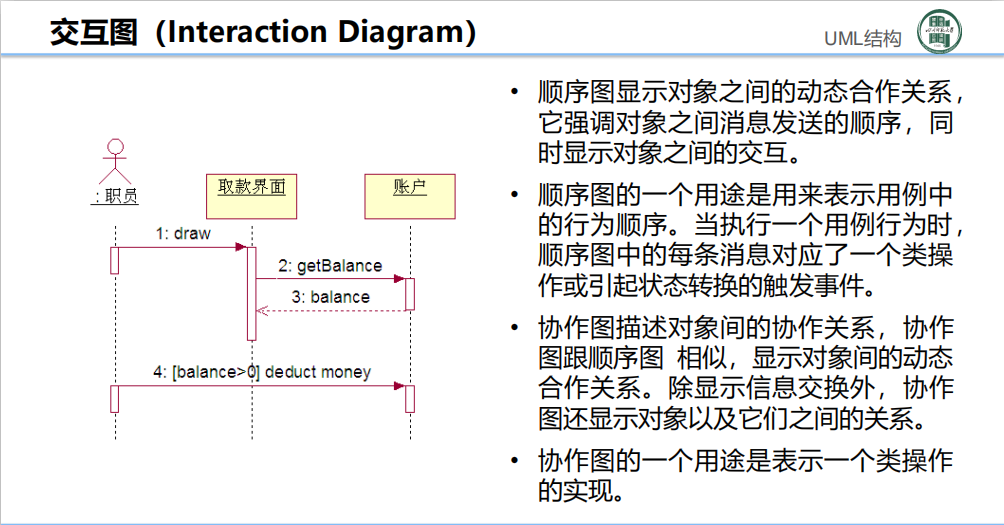 交互图（Interaction Diagram）
UML结构
: 职员
取款界面
账户
1: draw
2: getBalance
3: balance
4: [balance>0] deduct money
• 顺序图显示对象之间的动态合作关系，
它强调对象之间消息发送的顺序，同
时显示对象之间的交互。
• 顺序图的一个用途是用来表示用例中
的行为顺序。当执行一个用例行为时，
顺序图中的每条消息对应了一个类操
作或引起状态转换的触发事件。
• 协作图描述对象间的协作关系，协作
图跟顺序图 相似，显示对象间的动态
合作关系。除显示信息交换外，协作
图还显示对象以及它们之间的关系。
• 协作图的一个用途是表示一个类操作
的实现。